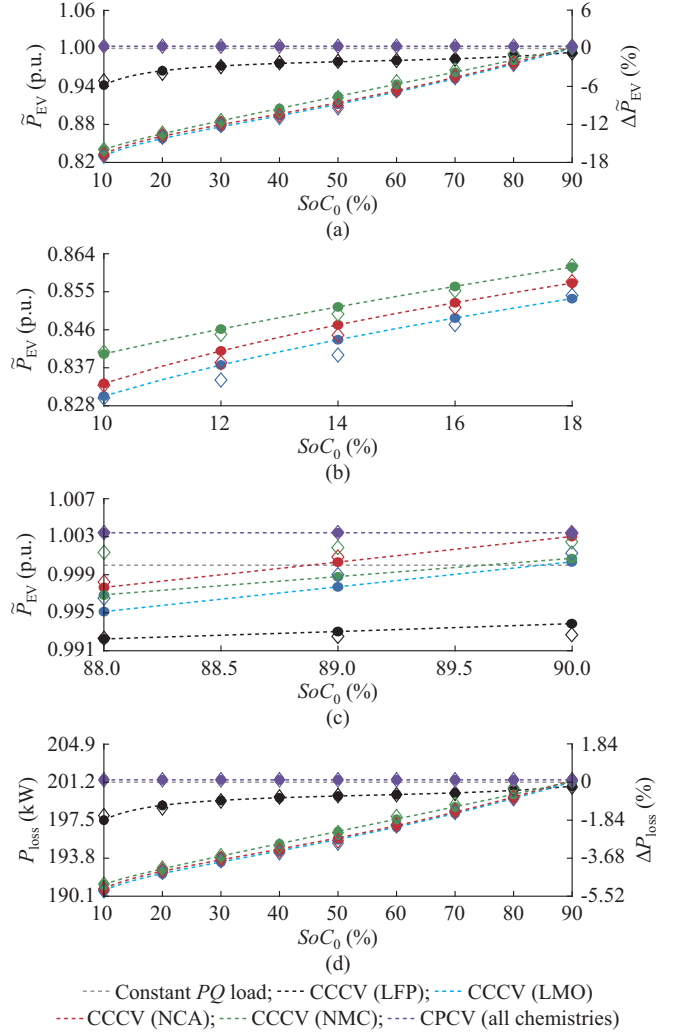 1.06
6
1.00
0
0.94
-6
0.88
-12
0.82
-18
P̃EV (p.u.)
ΔP̃EV (%)
10 20 30 40 50 60 70 80 90
SoC0 (%)
(a)
0.864
0.855
0.846
0.837
0.828
P̃EV (p.u.)
10 12 14 16 18
SoC0 (%)
(b)
1.007
1.003
0.999
0.995
0.991
P̃EV (p.u.)
88.0 88.5 89.0 89.5 90.0
SoC0 (%)
(c)
204.9
1.84
201.2
0
197.5
-1.84
193.8
-3.68
190.1
-5.52
Ploss (kW)
ΔPloss (%)
10 20 30 40 50 60 70 80 90
SoC0 (%)
(d)
Constant PQ load; CCCV (LFP); CCCV (LMO)
CCCV (NCA); CCCV (NMC); CPCV (all chemistries)